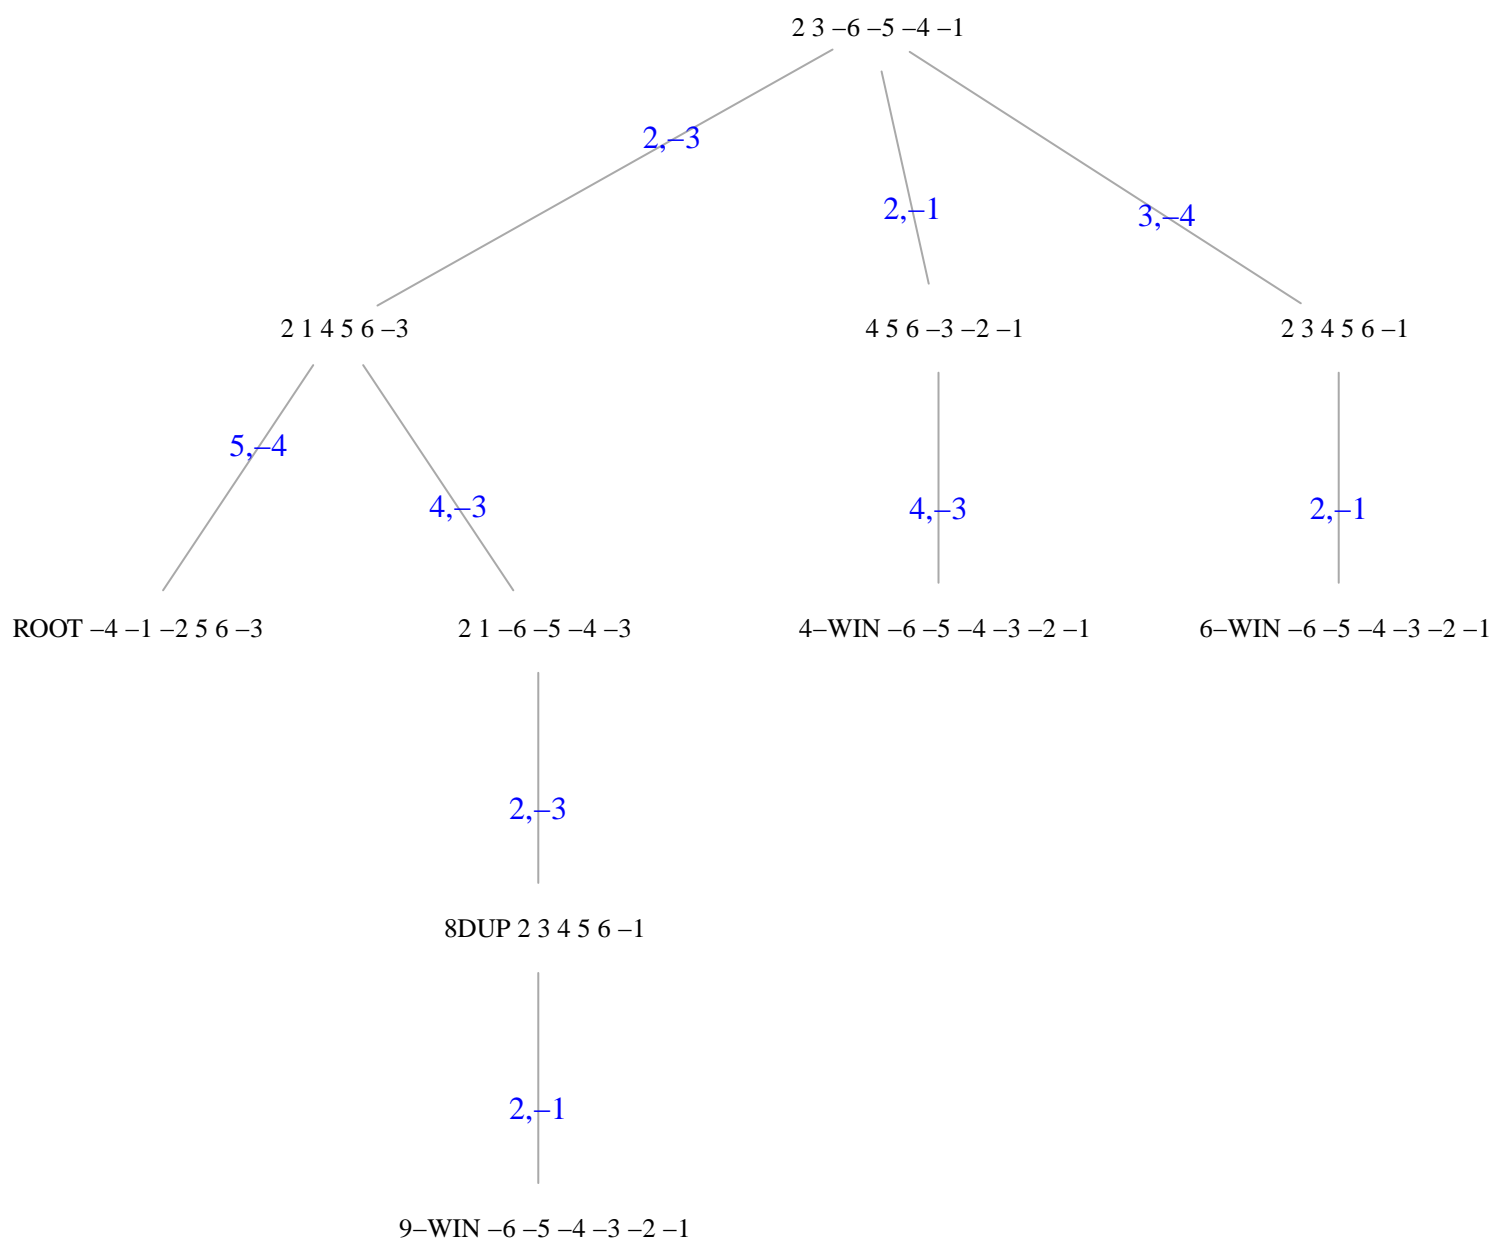 2 3 –6 –5 –4 –1
2,–3
2,–1
3,–4
2 1 4 5 6 –3
4 5 6 –3 –2 –1
2 3 4 5 6 –1
5,–4
4,–3
4,–3
2,–1
ROOT –4 –1 –2 5 6 –3
2 1 –6 –5 –4 –3
4–WIN –6 –5 –4 –3 –2 –1
6–WIN –6 –5 –4 –3 –2 –1
2,–3
8DUP 2 3 4 5 6 –1
2,–1
9–WIN –6 –5 –4 –3 –2 –1